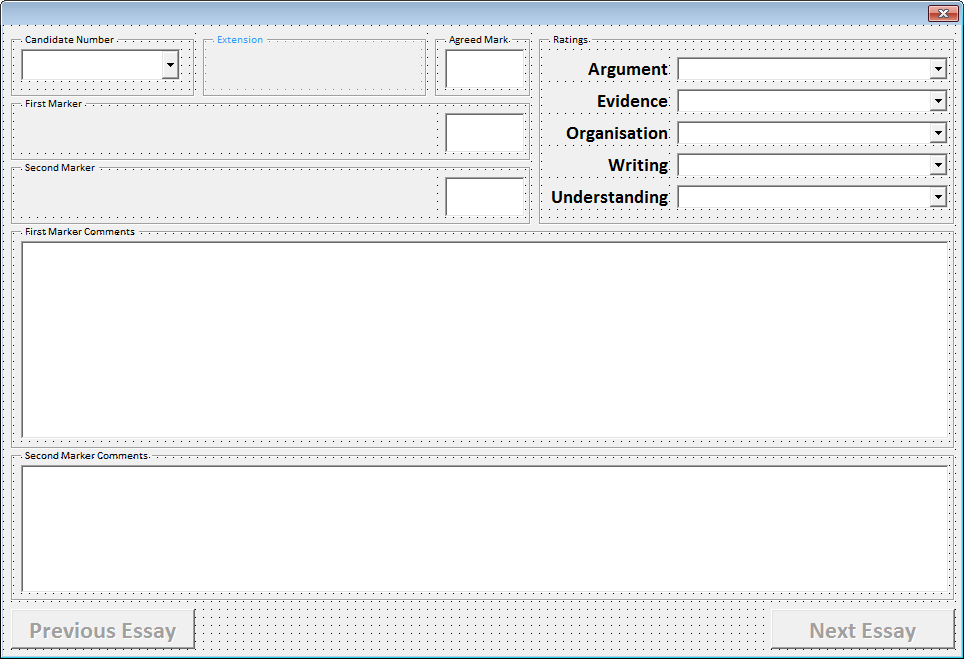 Candidate Number
Extension
Agreed Mark
Ratings
Argument
Evidence
Organisation
Writing
Understanding
First Marker
Second Marker
First Marker Comments
Second Marker Comments
Previous Essay
Next Essay